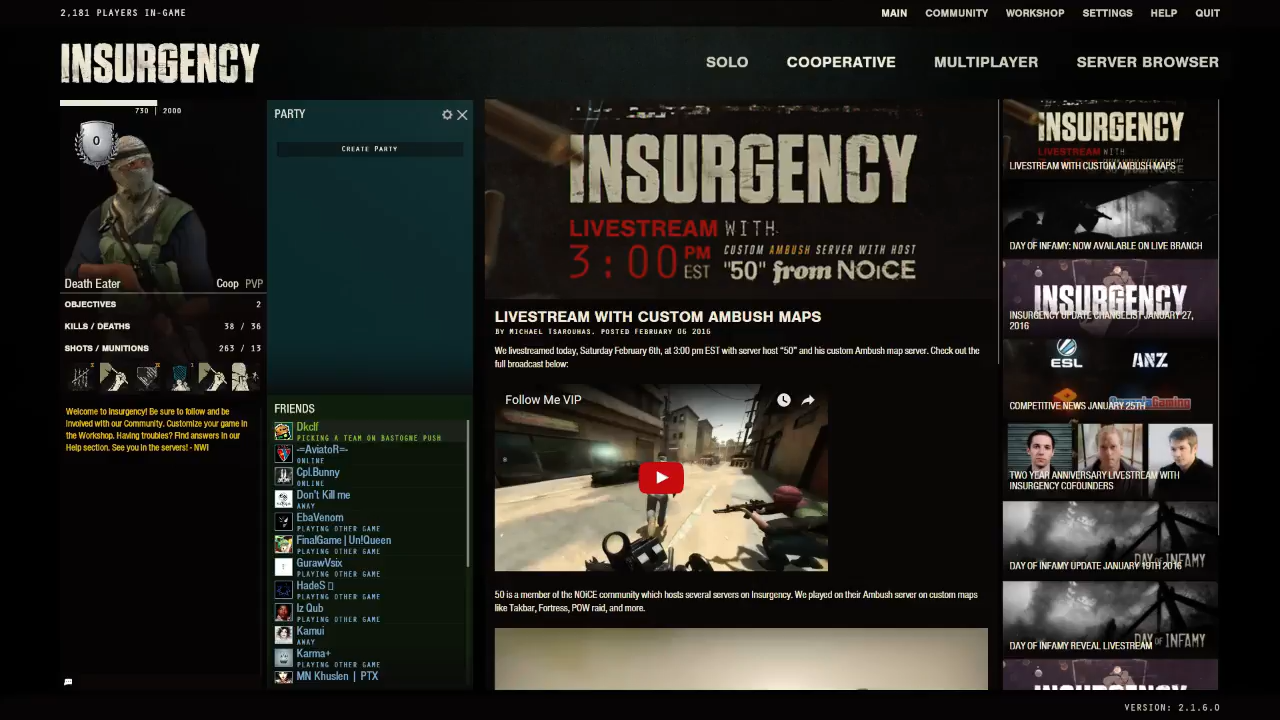 2,181 PLAYERS IN-GAME
MAIN COMMUNITY WORKSHOP SETTINGS HELP QUIT
INSURGENCY
SOLO COOPERATIVE MULTIPLAYER SERVER BROWSER
730 | 2000
0
Death Eater Coop PVP
OBJECTIVES 2
KILLS / DEATHS 38 / 36
SHOTS / MUNITIONS 263 / 13
Welcome to Insurgency! Be sure to follow and be
involved with our Community. Customize your game in
the Workshop. Having troubles? Find answers in our
Help section. See you in the servers! - NWI
PARTY
CREATE PARTY
FRIENDS
Dkclf
PICKING A TEAM ON BASTOGNE PUSH
-=AviatoR=-
ONLINE
Cpl.Bunny
ONLINE
Don't Kill me
AWAY
EbaVenom
PLAYING OTHER GAME
FinalGame | Un!Queen
PLAYING OTHER GAME
GurawVsix
PLAYING OTHER GAME
HadeS
PLAYING OTHER GAME
Iz Qub
PLAYING OTHER GAME
Kamui
AWAY
Karma+
PLAYING OTHER GAME
MN Khuslen | PTX
INSURGENCY
LIVESTREAM WITH
3:00 PM EST
CUSTOM AMBUSH SERVER WITH HOST
"50" from NOiCE
LIVESTREAM WITH CUSTOM AMBUSH MAPS
BY MICHAEL TSAROUHAS. POSTED FEBRUARY 06 2016
We livestreamed today, Saturday February 6th, at 3:00 pm EST with server host “50” and his custom Ambush map server. Check out the
full broadcast below:
Follow Me VIP
50 is a member of the NOiCE community which hosts several servers on Insurgency. We played on their Ambush server on custom maps
like Takbar, Fortress, POW raid, and more.
INSURGENCY
LIVESTREAM WITH
LIVESTREAM WITH CUSTOM AMBUSH MAPS
DAY OF INFAMY: NOW AVAILABLE ON LIVE BRANCH
INSURGENCY
INSURGENCY UPDATE CHANGELIST JANUARY 27,
2016
ESL ANZ
COMPETITIVE NEWS JANUARY 25TH
TWO YEAR ANNIVERSARY LIVESTREAM WITH
INSURGENCY COFOUNDERS
DAY OF INFAMY
DAY OF INFAMY UPDATE JANUARY 19TH 2016
DAY OF INFAMY
DAY OF INFAMY REVEAL LIVESTREAM
INSURGENCY
VERSION: 2.1.6.0